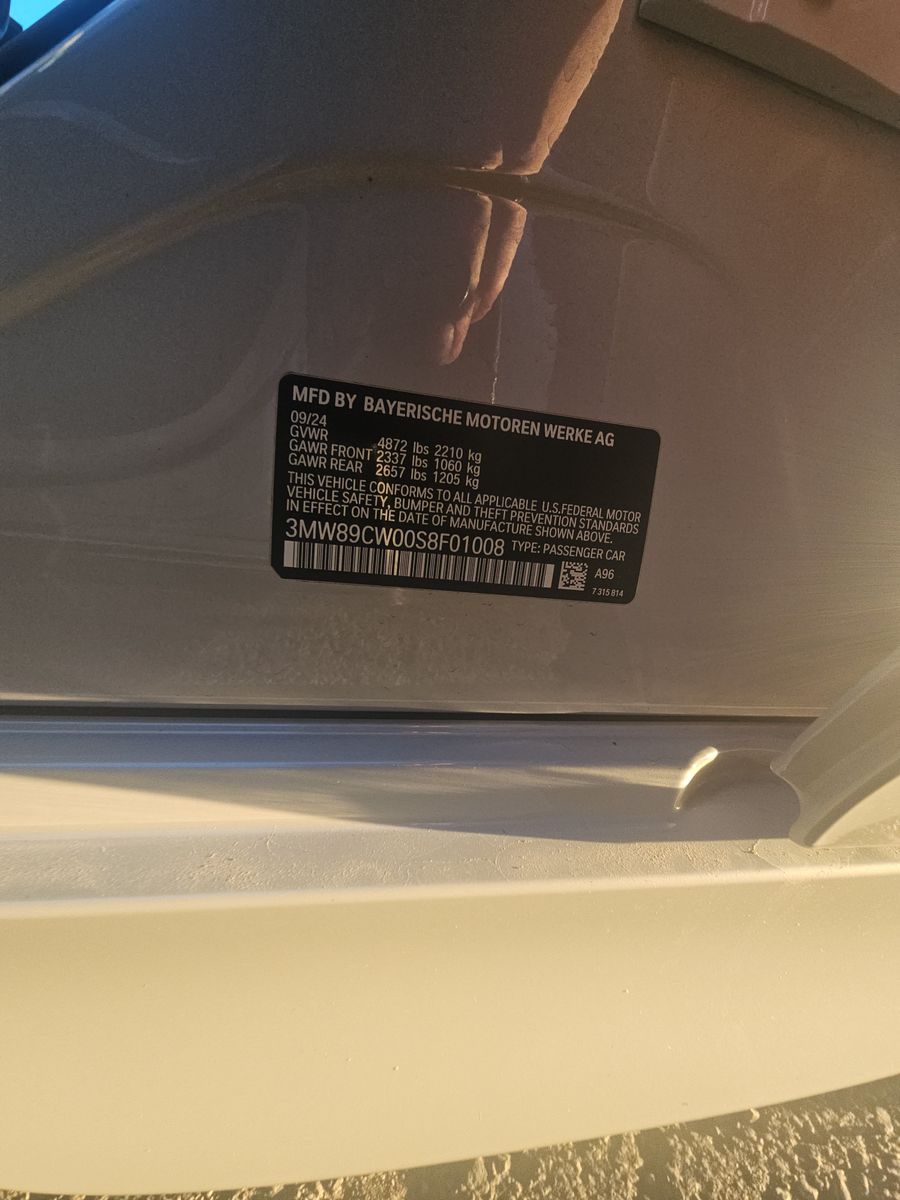 MFD BY BAYERISCHE MOTOREN WERKE AG
09/24
GVWR 4872 lbs 2210 kg
GAWR FRONT 2337 lbs 1060 kg
GAWR REAR 2657 lbs 1205 kg
THIS VEHICLE CONFORMS TO ALL APPLICABLE U.S.FEDERAL MOTOR
VEHICLE SAFETY, BUMPER AND THEFT PREVENTION STANDARDS
IN EFFECT ON THE DATE OF MANUFACTURE SHOWN ABOVE.
3MW89CW00S8F01008 TYPE: PASSENGER CAR
A96
7 315 814